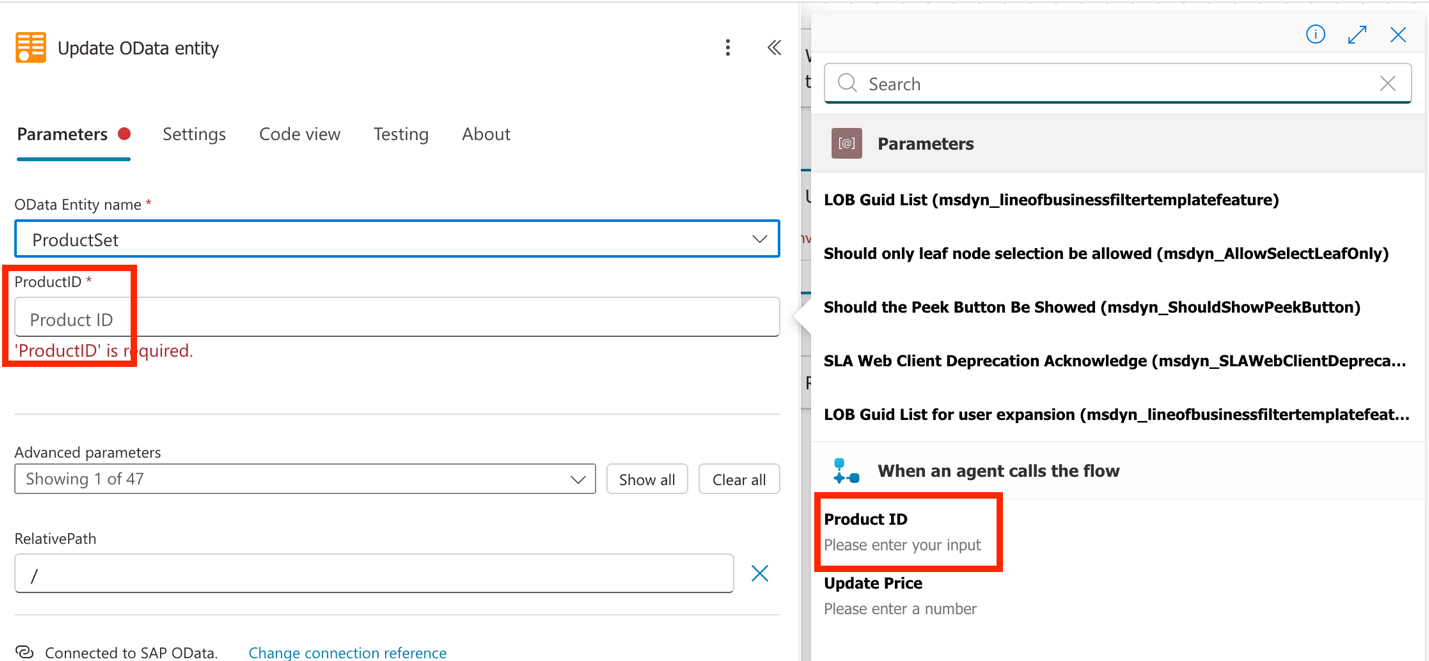 Update OData entity
Parameters
Settings
Code view
Testing
About
OData Entity name *
ProductSet
ProductID *
Product ID
'ProductID' is required.
Advanced parameters
Showing 1 of 47
Show all
Clear all
RelativePath
/
Connected to SAP OData.
Change connection reference
Search
[@]
Parameters
LOB Guid List (msdyn_lineofbusinessfiltertemplatefeature)
Should only leaf node selection be allowed (msdyn_AllowSelectLeafOnly)
Should the Peek Button Be Showed (msdyn_ShouldShowPeekButton)
SLA Web Client Deprecation Acknowledge (msdyn_SLAWebClientDepreca...
LOB Guid List for user expansion (msdyn_lineofbusinessfiltertemplatefeat...
When an agent calls the flow
Product ID
Please enter your input
Update Price
Please enter a number